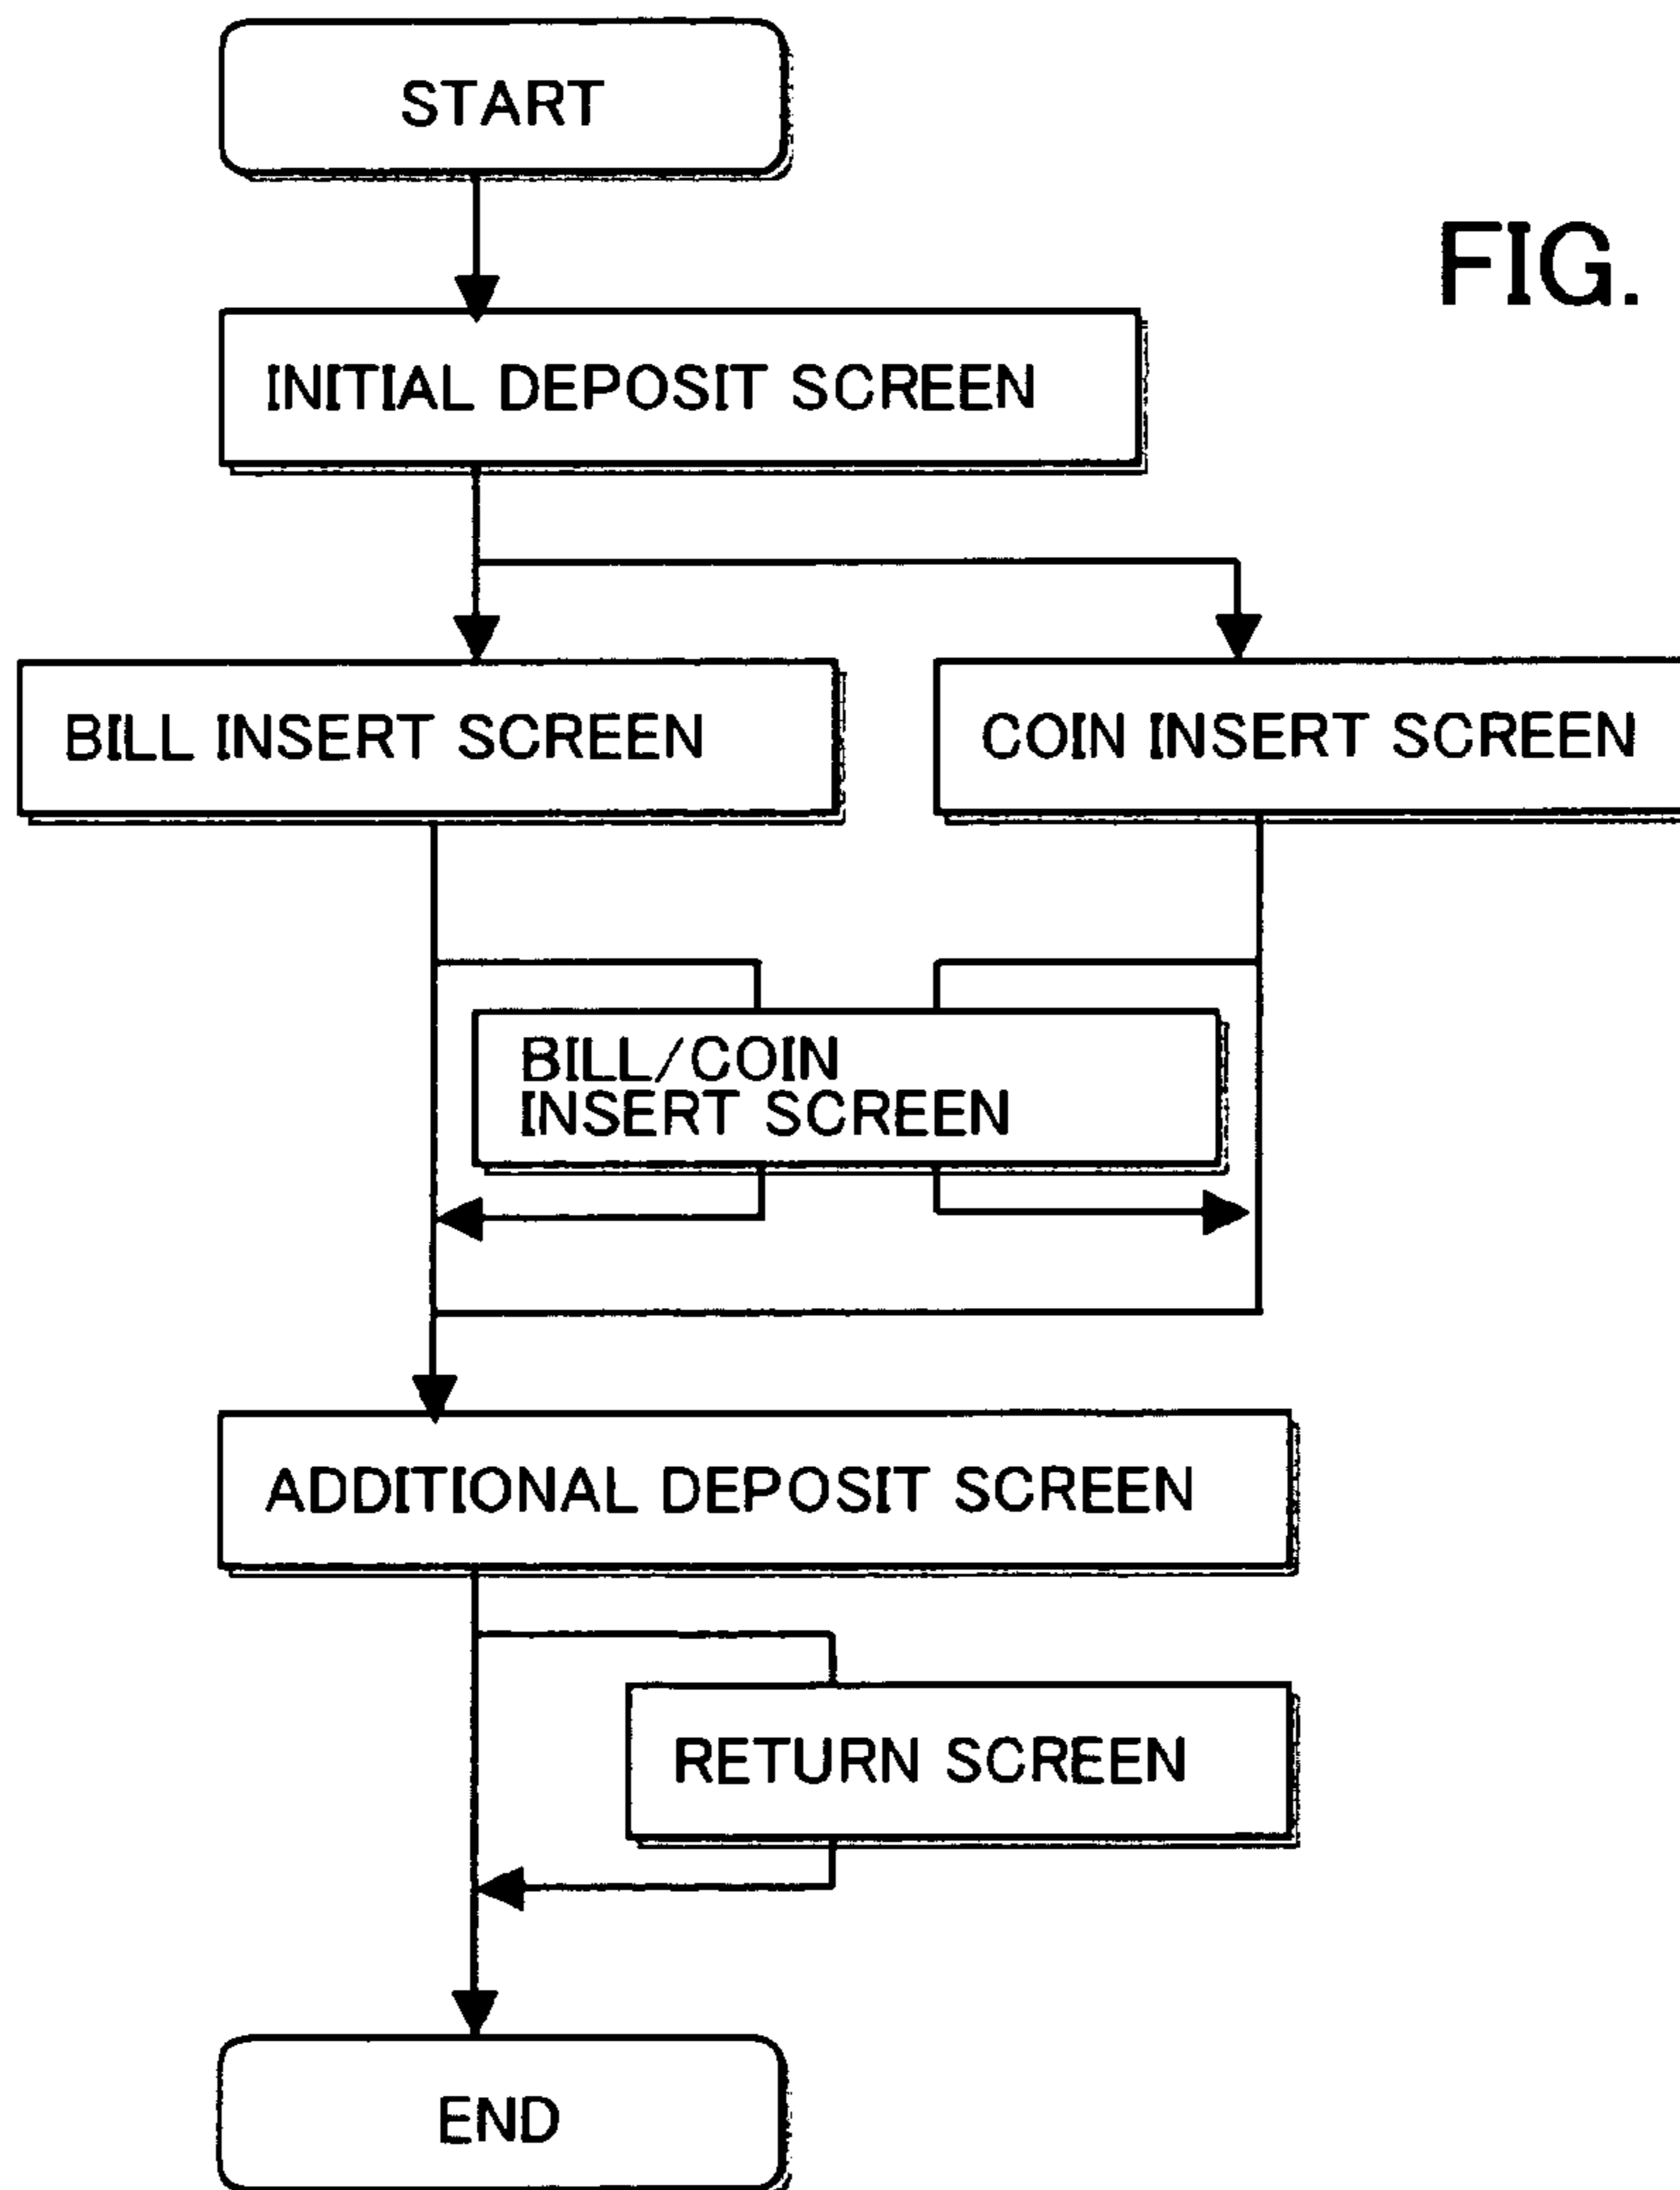 START
FIG.
INITIAL DEPOSIT SCREEN
BILL INSERT SCREEN
COIN INSERT SCREEN
BILL/COIN
INSERT SCREEN
ADDITIONAL DEPOSIT SCREEN
RETURN SCREEN
END